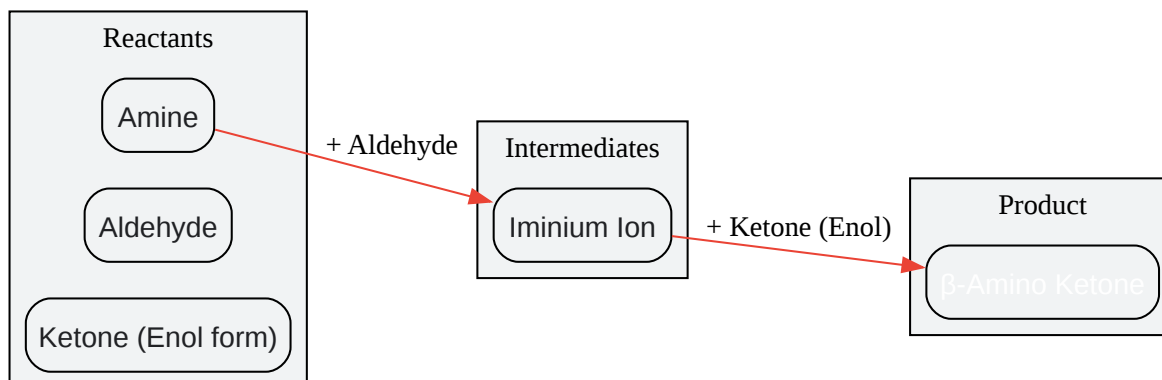 Reactants
Amine
+ Aldehyde
Intermediates
Aldehyde
Iminium Ion
+ Ketone (Enol)
Product
β-Amino Ketone
Ketone (Enol form)